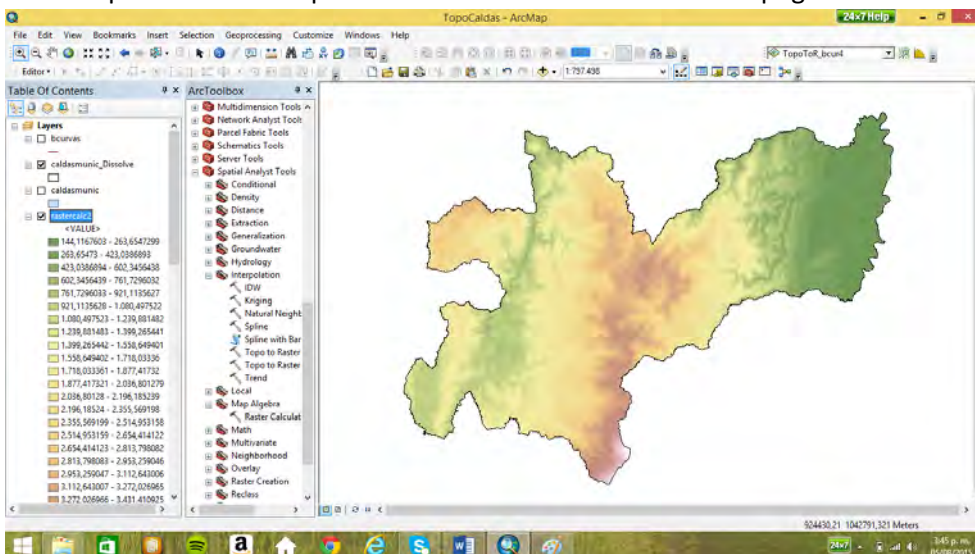 TopoCaldas - ArcMap
24x7 Help
File Edit View Bookmarks Insert Selection Geoprocessing Customize Windows Help
TopoToR_bcur4
Editor
1:797.498
Table Of Contents
ArcToolbox
Layers
bcurvas
caldasmunic_Dissolve
caldasmunic
rastercalc2
<VALUE>
144,1167603 - 263,6547299
263,65473 - 423,0386893
423,0386894 - 602,3456438
602,3456439 - 761,7296032
761,7296033 - 921,1135627
921,1135628 - 1.080,497522
1.080,497523 - 1.239,881482
1.239,881483 - 1.399,265441
1.399,265442 - 1.558,649401
1.558,649402 - 1.718,03336
1.718,033361 - 1.877,41732
1.877,417321 - 2.036,801279
2.036,80128 - 2.196,185239
2.196,18524 - 2.355,569198
2.355,569199 - 2.514,953158
2.514,953159 - 2.654,414122
2.654,414123 - 2.813,798082
2.813,798083 - 2.953,259046
2.953,259047 - 3.112,643006
3.112,643007 - 3.272,026965
3.272,026966 - 3.431,410925
Multidimension Tools
Network Analyst Tools
Parcel Fabric Tools
Schematics Tools
Server Tools
Spatial Analyst Tools
Conditional
Density
Distance
Extraction
Generalization
Groundwater
Hydrology
Interpolation
IDW
Kriging
Natural Neighb
Spline
Spline with Bar
Topo to Raster
Topo to Raster
Trend
Local
Map Algebra
Raster Calculat
Math
Multivariate
Neighborhood
Overlay
Raster Creation
Reclass
924430,21 1042791,321 Meters
24x7
3:45 p. m.